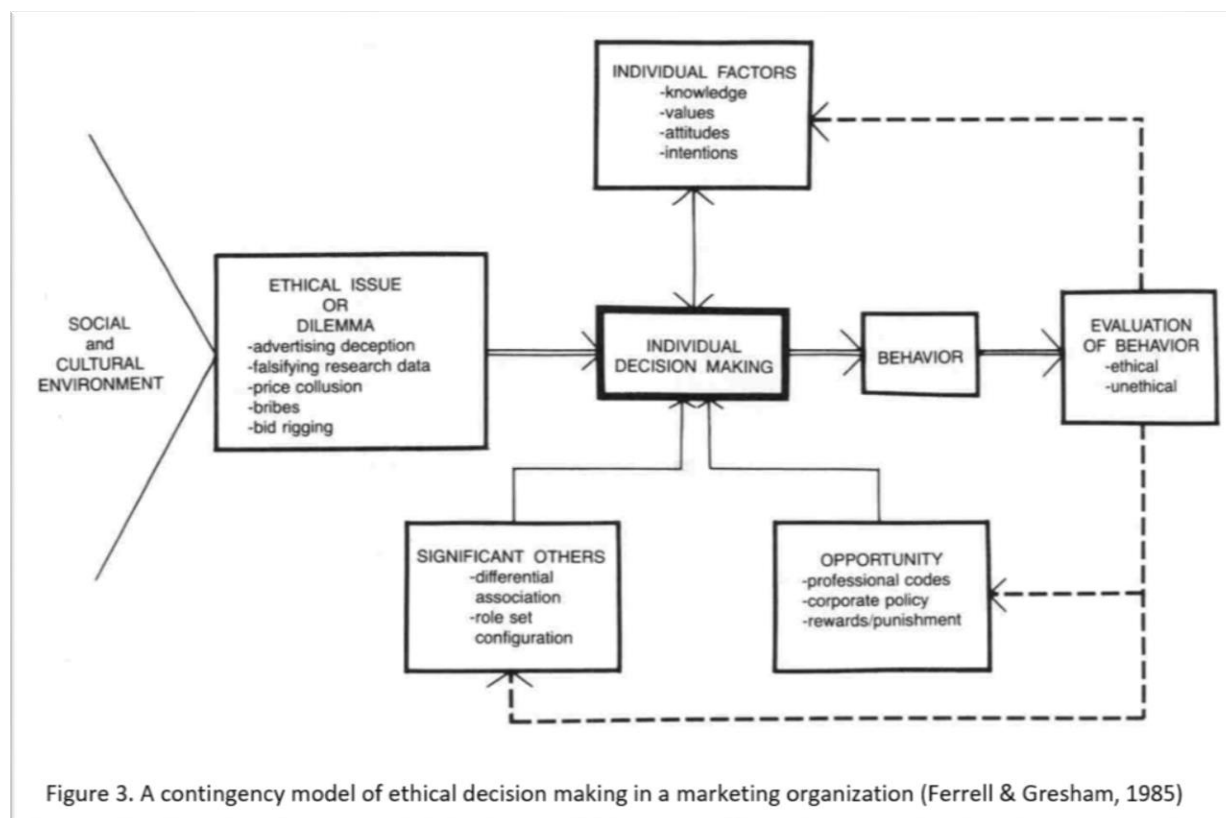 INDIVIDUAL FACTORS
-knowledge
-values
-attitudes
-intentions
SOCIAL
and
CULTURAL
ENVIRONMENT
ETHICAL ISSUE
OR
DILEMMA
-advertising deception
-falsifying research data
-price collusion
-bribes
-bid rigging
INDIVIDUAL
DECISION MAKING
BEHAVIOR
EVALUATION
OF BEHAVIOR
-ethical
-unethical
SIGNIFICANT OTHERS
-differential
association
-role set
configuration
OPPORTUNITY
-professional codes
-corporate policy
-rewards/punishment
Figure 3. A contingency model of ethical decision making in a marketing organization (Ferrell & Gresham, 1985)